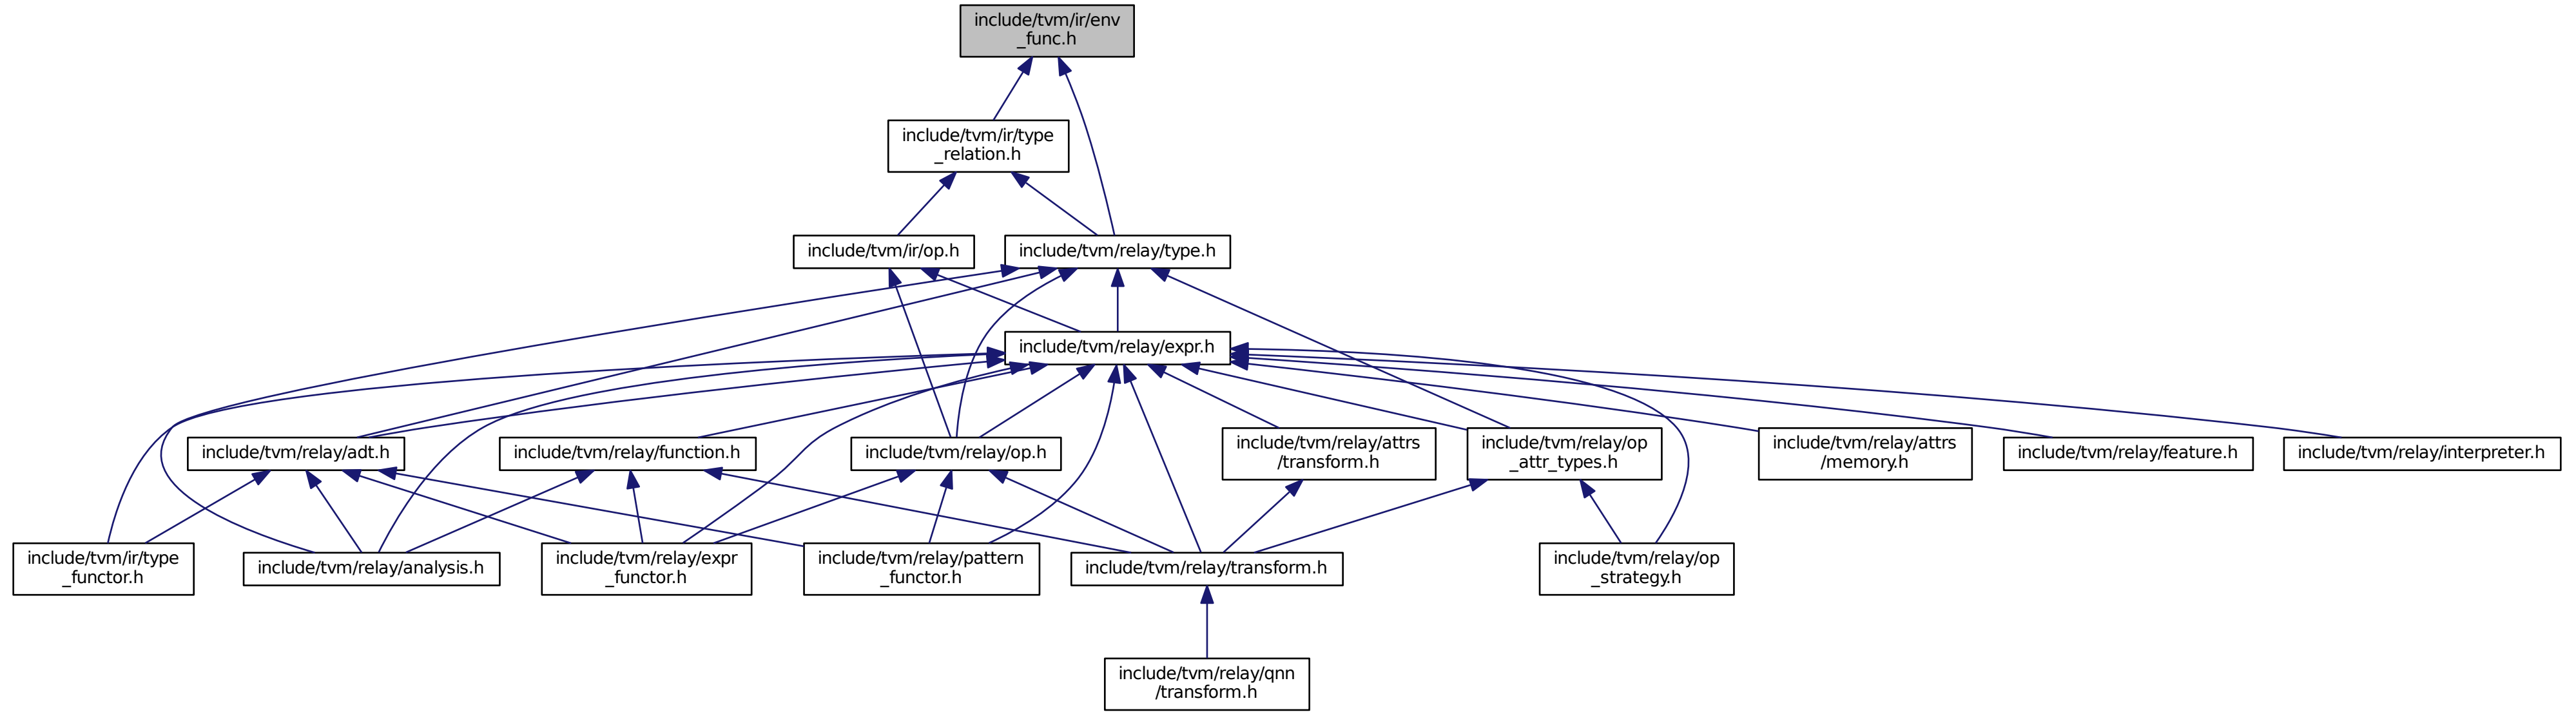 include/tvm/ir/env
_func.h
include/tvm/ir/type
_relation.h
include/tvm/ir/op.h
include/tvm/relay/type.h
include/tvm/relay/expr.h
include/tvm/relay/adt.h
include/tvm/relay/function.h
include/tvm/relay/op.h
include/tvm/relay/attrs
/transform.h
include/tvm/relay/op
_attr_types.h
include/tvm/relay/attrs
/memory.h
include/tvm/relay/feature.h
include/tvm/relay/interpreter.h
include/tvm/ir/type
_functor.h
include/tvm/relay/analysis.h
include/tvm/relay/expr
_functor.h
include/tvm/relay/pattern
_functor.h
include/tvm/relay/transform.h
include/tvm/relay/op
_strategy.h
include/tvm/relay/qnn
/transform.h